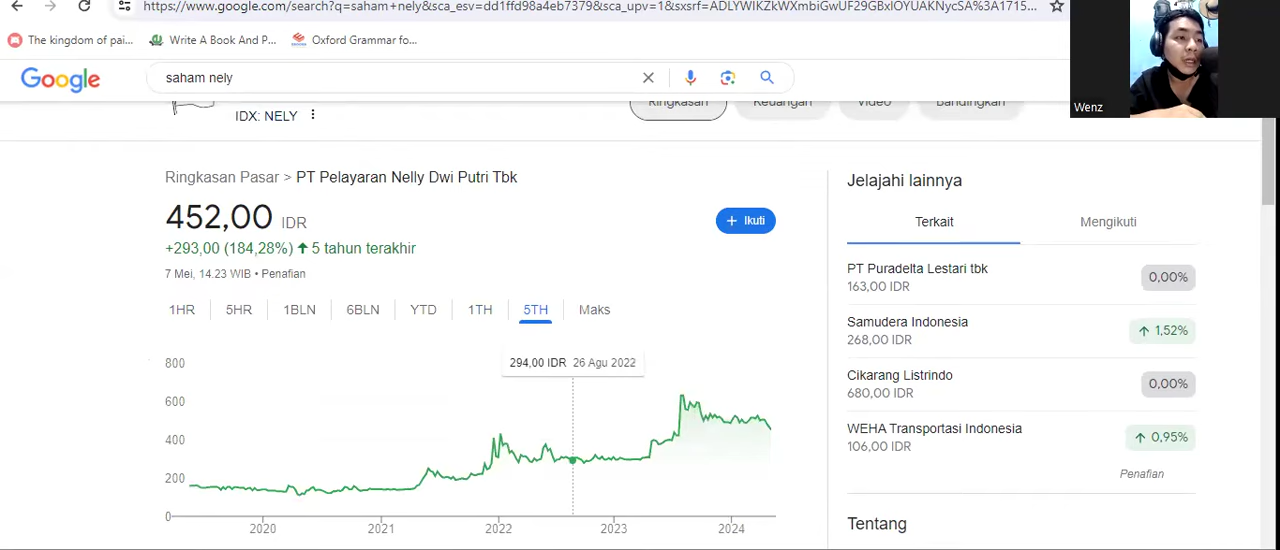 https://www.google.com/search?q=saham+nely&sca_esv=dd1ffd98a4eb7379&sca_upv=1&sxsrf=ADLYWIKZkWXmbiGwUF29GBxIOYUAKNycSA%3A1715...
The kingdom of pai... Write A Book And P... Oxford Grammar fo...
Google saham nely
Wenz
Ringkasan Keuangan Video Bandingkan
IDX: NELY
Ringkasan Pasar > PT Pelayaran Nelly Dwi Putri Tbk
452,00 IDR
+ Ikuti
+293,00 (184,28%) ↑ 5 tahun terakhir
7 Mei, 14.23 WIB • Penafian
1HR 5HR 1BLN 6BLN YTD 1TH 5TH Maks
294,00 IDR 26 Agu 2022
800
600
400
200
0
2020 2021 2022 2023 2024
Jelajahi lainnya
Terkait Mengikuti
PT Puradelta Lestari tbk
163,00 IDR
0,00%
Samudera Indonesia
268,00 IDR
↑ 1,52%
Cikarang Listrindo
680,00 IDR
0,00%
WEHA Transportasi Indonesia
106,00 IDR
↑ 0,95%
Penafian
Tentang